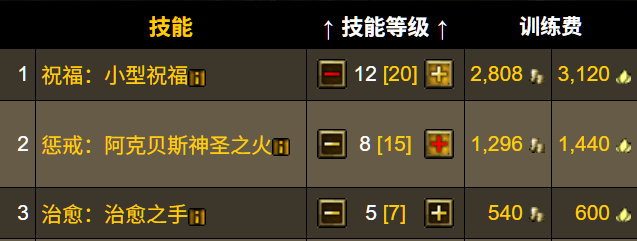 技能 ↑ 技能等级 ↑ 训练费
1 祝福：小型祝福 12 [20] 2,808 3,120
2 惩戒：阿克贝斯神圣之火 8 [15] 1,296 1,440
3 治愈：治愈之手 5 [7] 540 600